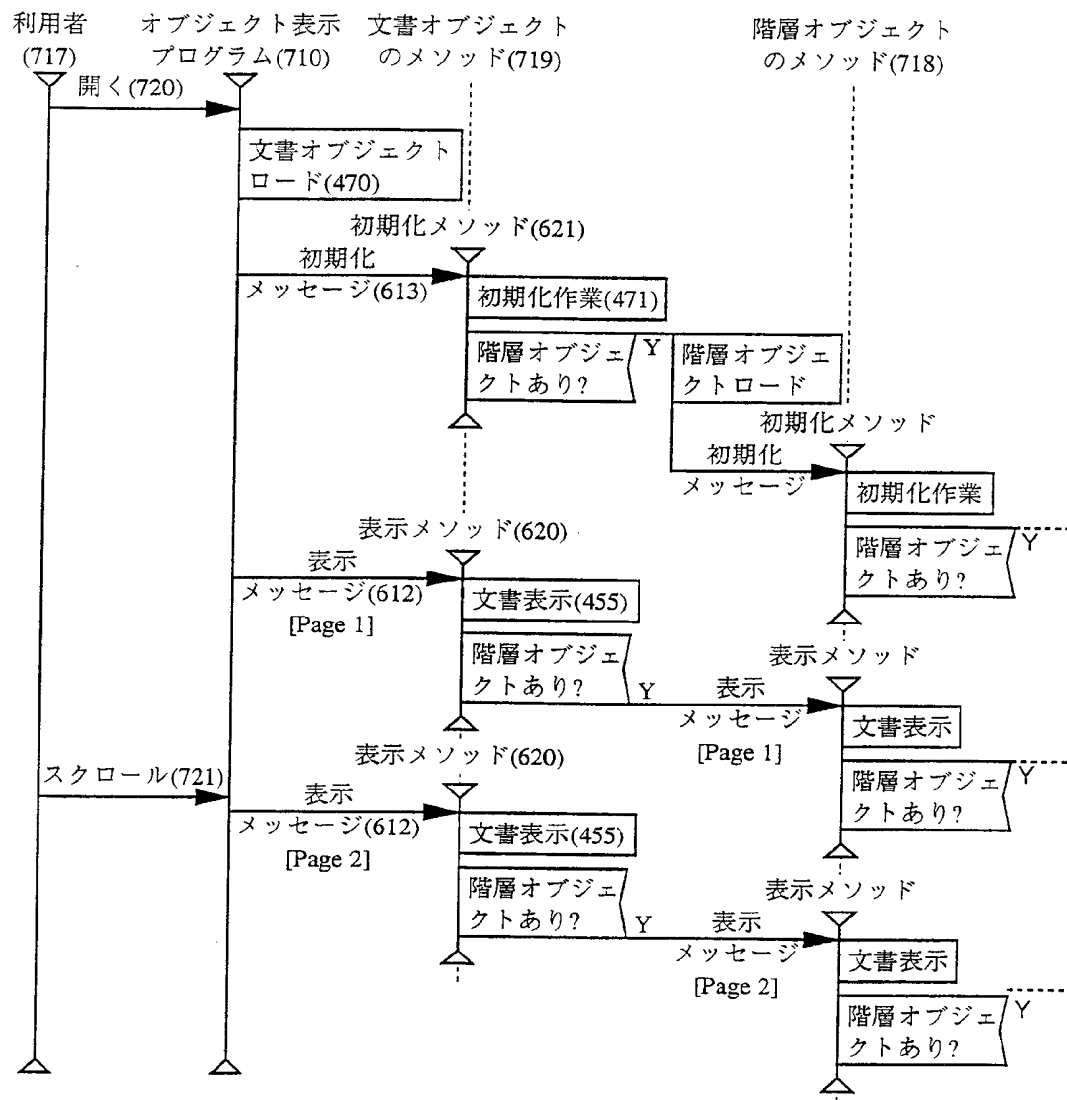 利用者
(717)
オブジェクト表示
プログラム(710)
文書オブジェクト
のメソッド(719)
階層オブジェクト
のメソッド(718)
開く(720)
文書オブジェクト
ロード(470)
初期化メソッド(621)
初期化
メッセージ(613)
初期化作業(471)
階層オブジェ
クトあり?
Y
階層オブジェ
クトロード
初期化メソッド
初期化
メッセージ
初期化作業
階層オブジェ
クトあり?
Y
表示メソッド(620)
表示
メッセージ(612)
[Page 1]
文書表示(455)
階層オブジェ
クトあり?
Y
表示
メッセージ
[Page 1]
表示メソッド
文書表示
階層オブジェ
クトあり?
Y
表示メソッド(620)
スクロール(721)
表示
メッセージ(612)
[Page 2]
文書表示(455)
階層オブジェ
クトあり?
Y
表示
メッセージ
[Page 2]
表示メソッド
文書表示
階層オブジェ
クトあり?
Y